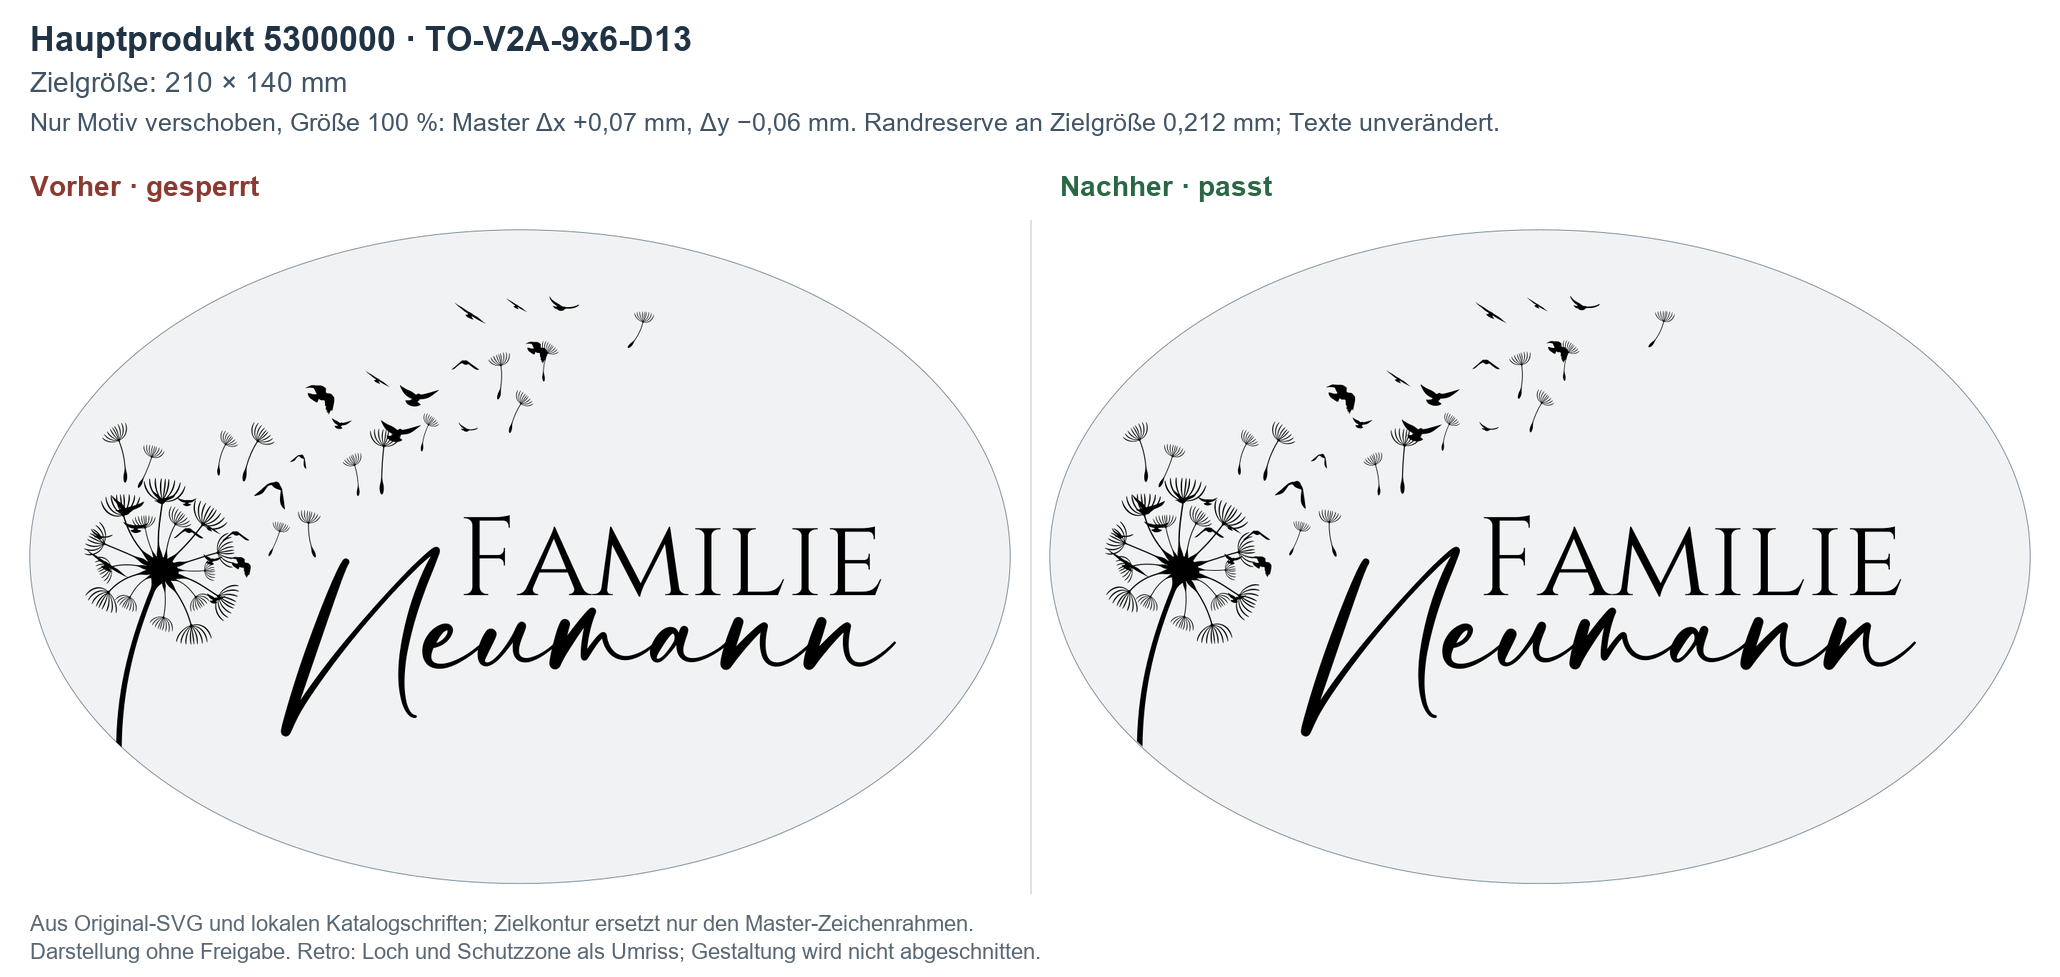 Hauptprodukt 5300000 · TO-V2A-9x6-D13
Zielgröße: 210 × 140 mm
Nur Motiv verschoben, Größe 100 %: Master Δx +0,07 mm, Δy −0,06 mm. Randreserve an Zielgröße 0,212 mm; Texte unverändert.
Vorher · gesperrt
Nachher · passt
FAMILIE
Neumann
FAMILIE
Neumann
Aus Original-SVG und lokalen Katalogschriften; Zielkontur ersetzt nur den Master-Zeichenrahmen.
Darstellung ohne Freigabe. Retro: Loch und Schutzzone als Umriss; Gestaltung wird nicht abgeschnitten.